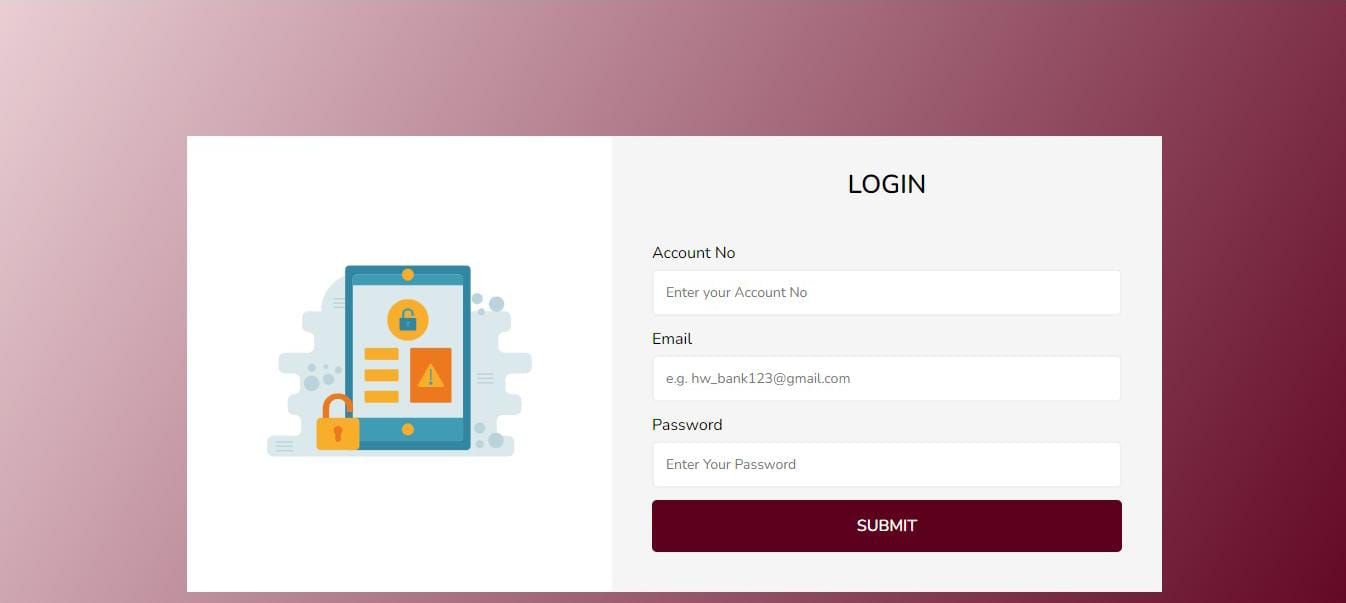 LOGIN
Account No
Enter your Account No
Email
e.g. hw_bank123@gmail.com
Password
Enter Your Password
SUBMIT